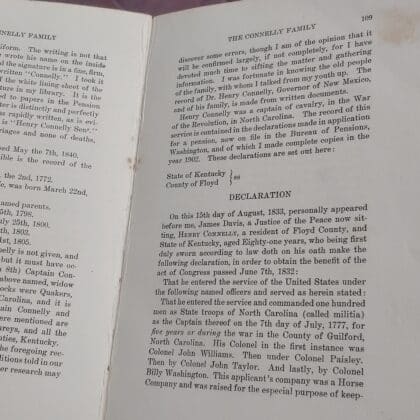 NNELLY FAMILY
iform. The writing is not that
wrote his name on the inside
d the signature is in a fine, firm,
written "Connelly." I took it
f the white lining-sheet of the
ture in my library. It is the
d to papers in the Pension
ter is distinctly and perfectly
as rapidly written, as is evi-
is "Henry Connelly Senr."
rriages and none of deaths,
ved May the 7th, 1840.
ible is the record of the
the 2nd, 1772.
e, was born March 22nd,
named parents.
5th, 1798.
uly 25th, 1800.
nd, 1803.
1st, 1805.
elly is not given, and
but it must have oc-
a 8th) Captain Con-
widow, who was a
ocks were Quakers,
Carolina, and it is
tain Connelly and
were mentioned are
reys, and all the
ties, Kentucky.
he foregoing rec-
itions told in our
er research may
THE CONNELLY FAMILY 109
discover some errors, though I am of the opinion that it
will be confirmed largely, if not completely, for I have
devoted much time to sifting the matter and gathering
information. I was fortunate in knowing the old people
of the family, with whom I talked from my youth up. The
record of Dr. Henry Connelly, Governor of New Mexico,
and of his family, is made from written documents.
Henry Connelly was a captain of cavalry, in the War
of the Revolution, in North Carolina. The record of this
service is contained in the declarations made in application
for a pension, now on file in the Bureau of Pensions,
Washington, and of which I made complete copies in the
year 1902. These declarations are set out here:
State of Kentucky
County of Floyd } ss
DECLARATION
On this 15th day of August, 1833, personally appeared
before me, James Davis, a Justice of the Peace now sit-
ting, HENRY CONNELLY, a resident of Floyd County, and
State of Kentucky, aged Eighty-one years, who being first
duly sworn according to law doth on his oath make the
following declaration, in order to obtain the benefit of the
act of Congress passed June 7th, 1832:
That he entered the service of the United States under
the following named officers and served as herein stated:
That he entered the service and commanded one hundred
men as State troops of North Carolina (called militia)
as the Captain thereof on the 7th day of July, 1777, for
five years or during the war in the County of Guilford,
North Carolina. His Colonel in the first instance was
Colonel John Williams. Then under Colonel Paisley.
Then by Colonel John Taylor. And lastly, by Colonel
Billy Washington. This applicant's company was a Horse
Company and was raised for the especial purpose of keep-